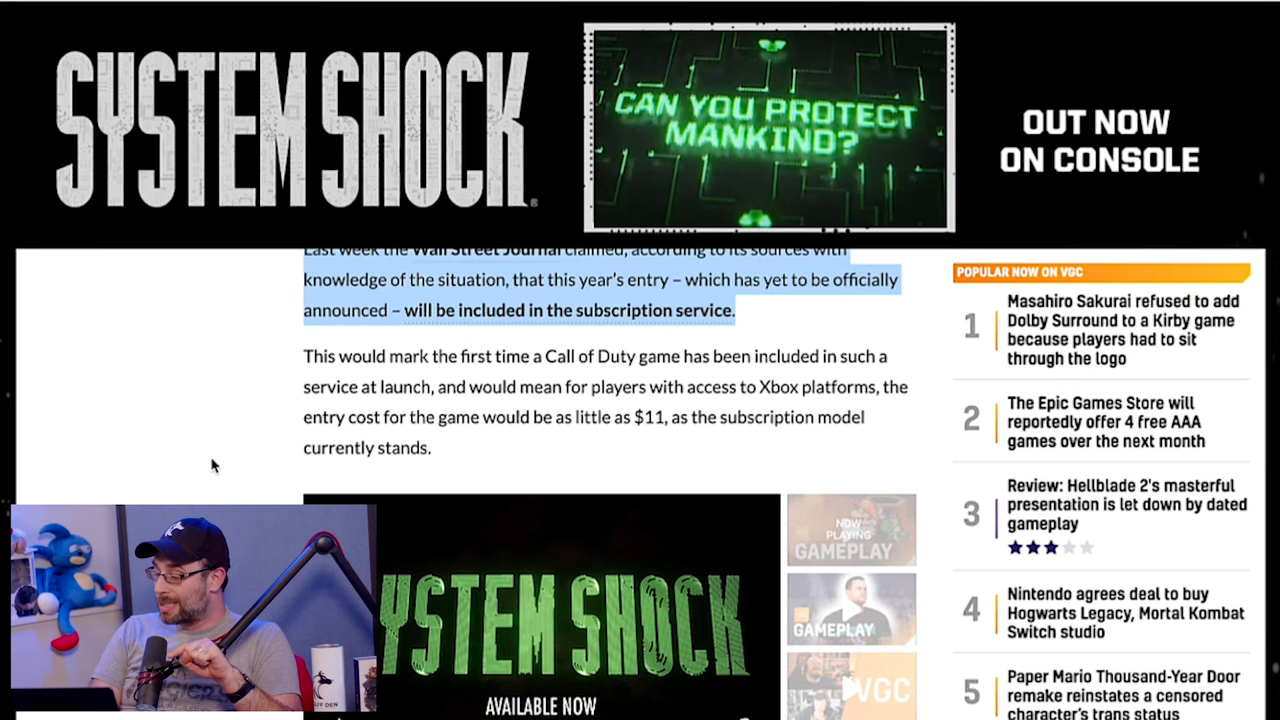 SYSTEM SHOCK
CAN YOU PROTECT
MANKIND?
OUT NOW
ON CONSOLE
Last week the Wall Street Journal claimed, according to its sources with
knowledge of the situation, that this year's entry – which has yet to be officially
announced – will be included in the subscription service.
This would mark the first time a Call of Duty game has been included in such a
service at launch, and would mean for players with access to Xbox platforms, the
entry cost for the game would be as little as $11, as the subscription model
currently stands.
YSTEM SHOCK
AVAILABLE NOW
NOW
PLAYING
GAMEPLAY
GAMEPLAY
VGC
POPULAR NOW ON VGC
1
Masahiro Sakurai refused to add
Dolby Surround to a Kirby game
because players had to sit
through the logo
2
The Epic Games Store will
reportedly offer 4 free AAA
games over the next month
3
Review: Hellblade 2's masterful
presentation is let down by dated
gameplay
4
Nintendo agrees deal to buy
Hogwarts Legacy, Mortal Kombat
Switch studio
5
Paper Mario Thousand-Year Door
remake reinstates a censored
character's trans status